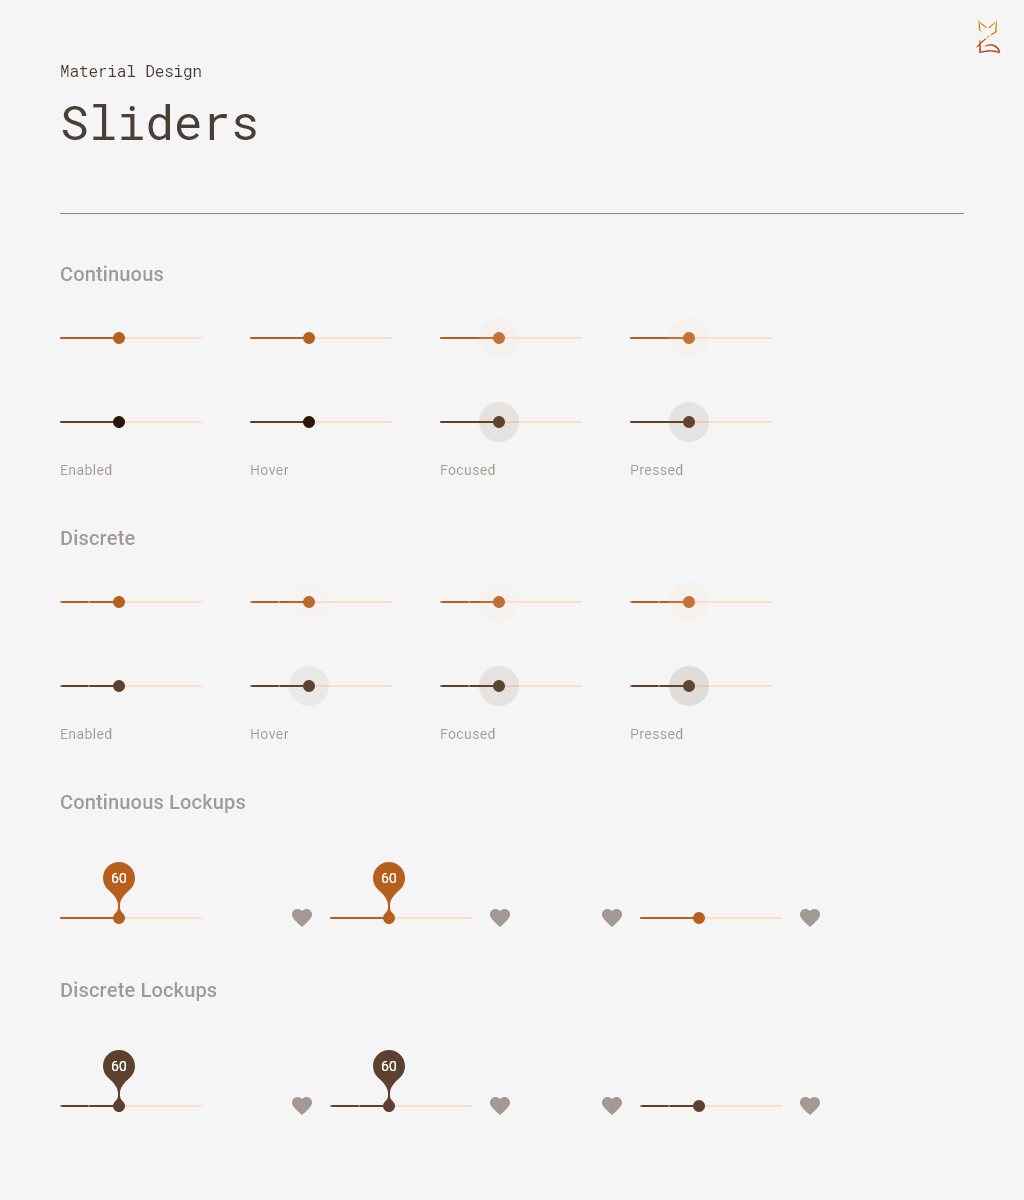 Material Design
Sliders
Continuous
Enabled
Hover
Focused
Pressed
Discrete
Enabled
Hover
Focused
Pressed
Continuous Lockups
60
60
Discrete Lockups
60
60